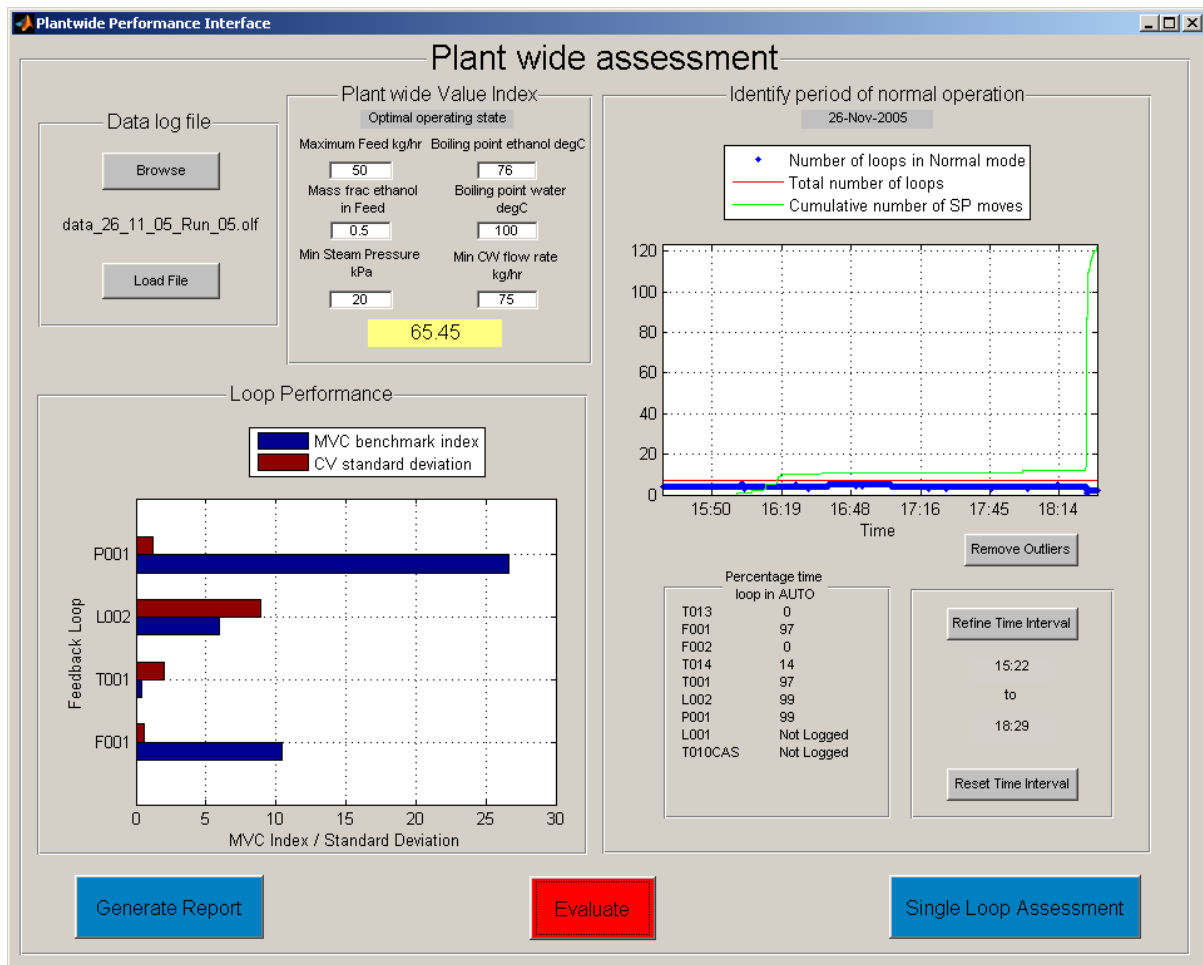 Plantwide Performance Interface
Plant wide assessment
Data log file
Browse
data_26_11_05_Run_05.olf
Load File
Plant wide Value Index
Optimal operating state
Maximum Feed kg/hr
Boiling point ethanol degC
50
76
Mass frac ethanol
in Feed
Boiling point water
degC
0.5
100
Min Steam Pressure
kPa
Min CW flow rate
kg/hr
20
75
65.45
Identify period of normal operation
26-Nov-2005
Number of loops in Normal mode
Total number of loops
Cumulative number of SP moves
120
100
80
60
40
20
0
15:50 16:19 16:48 17:16 17:45 18:14
Time
Remove Outliers
Loop Performance
MVC benchmark index
CV standard deviation
Feedback Loop
P001
L002
T001
F001
0 5 10 15 20 25 30
MVC Index / Standard Deviation
Percentage time
loop in AUTO
T013 0
F001 97
F002 0
T014 14
T001 97
L002 99
P001 99
L001 Not Logged
T010CAS Not Logged
Refine Time Interval
15:22
to
18:29
Reset Time Interval
Generate Report
Evaluate
Single Loop Assessment